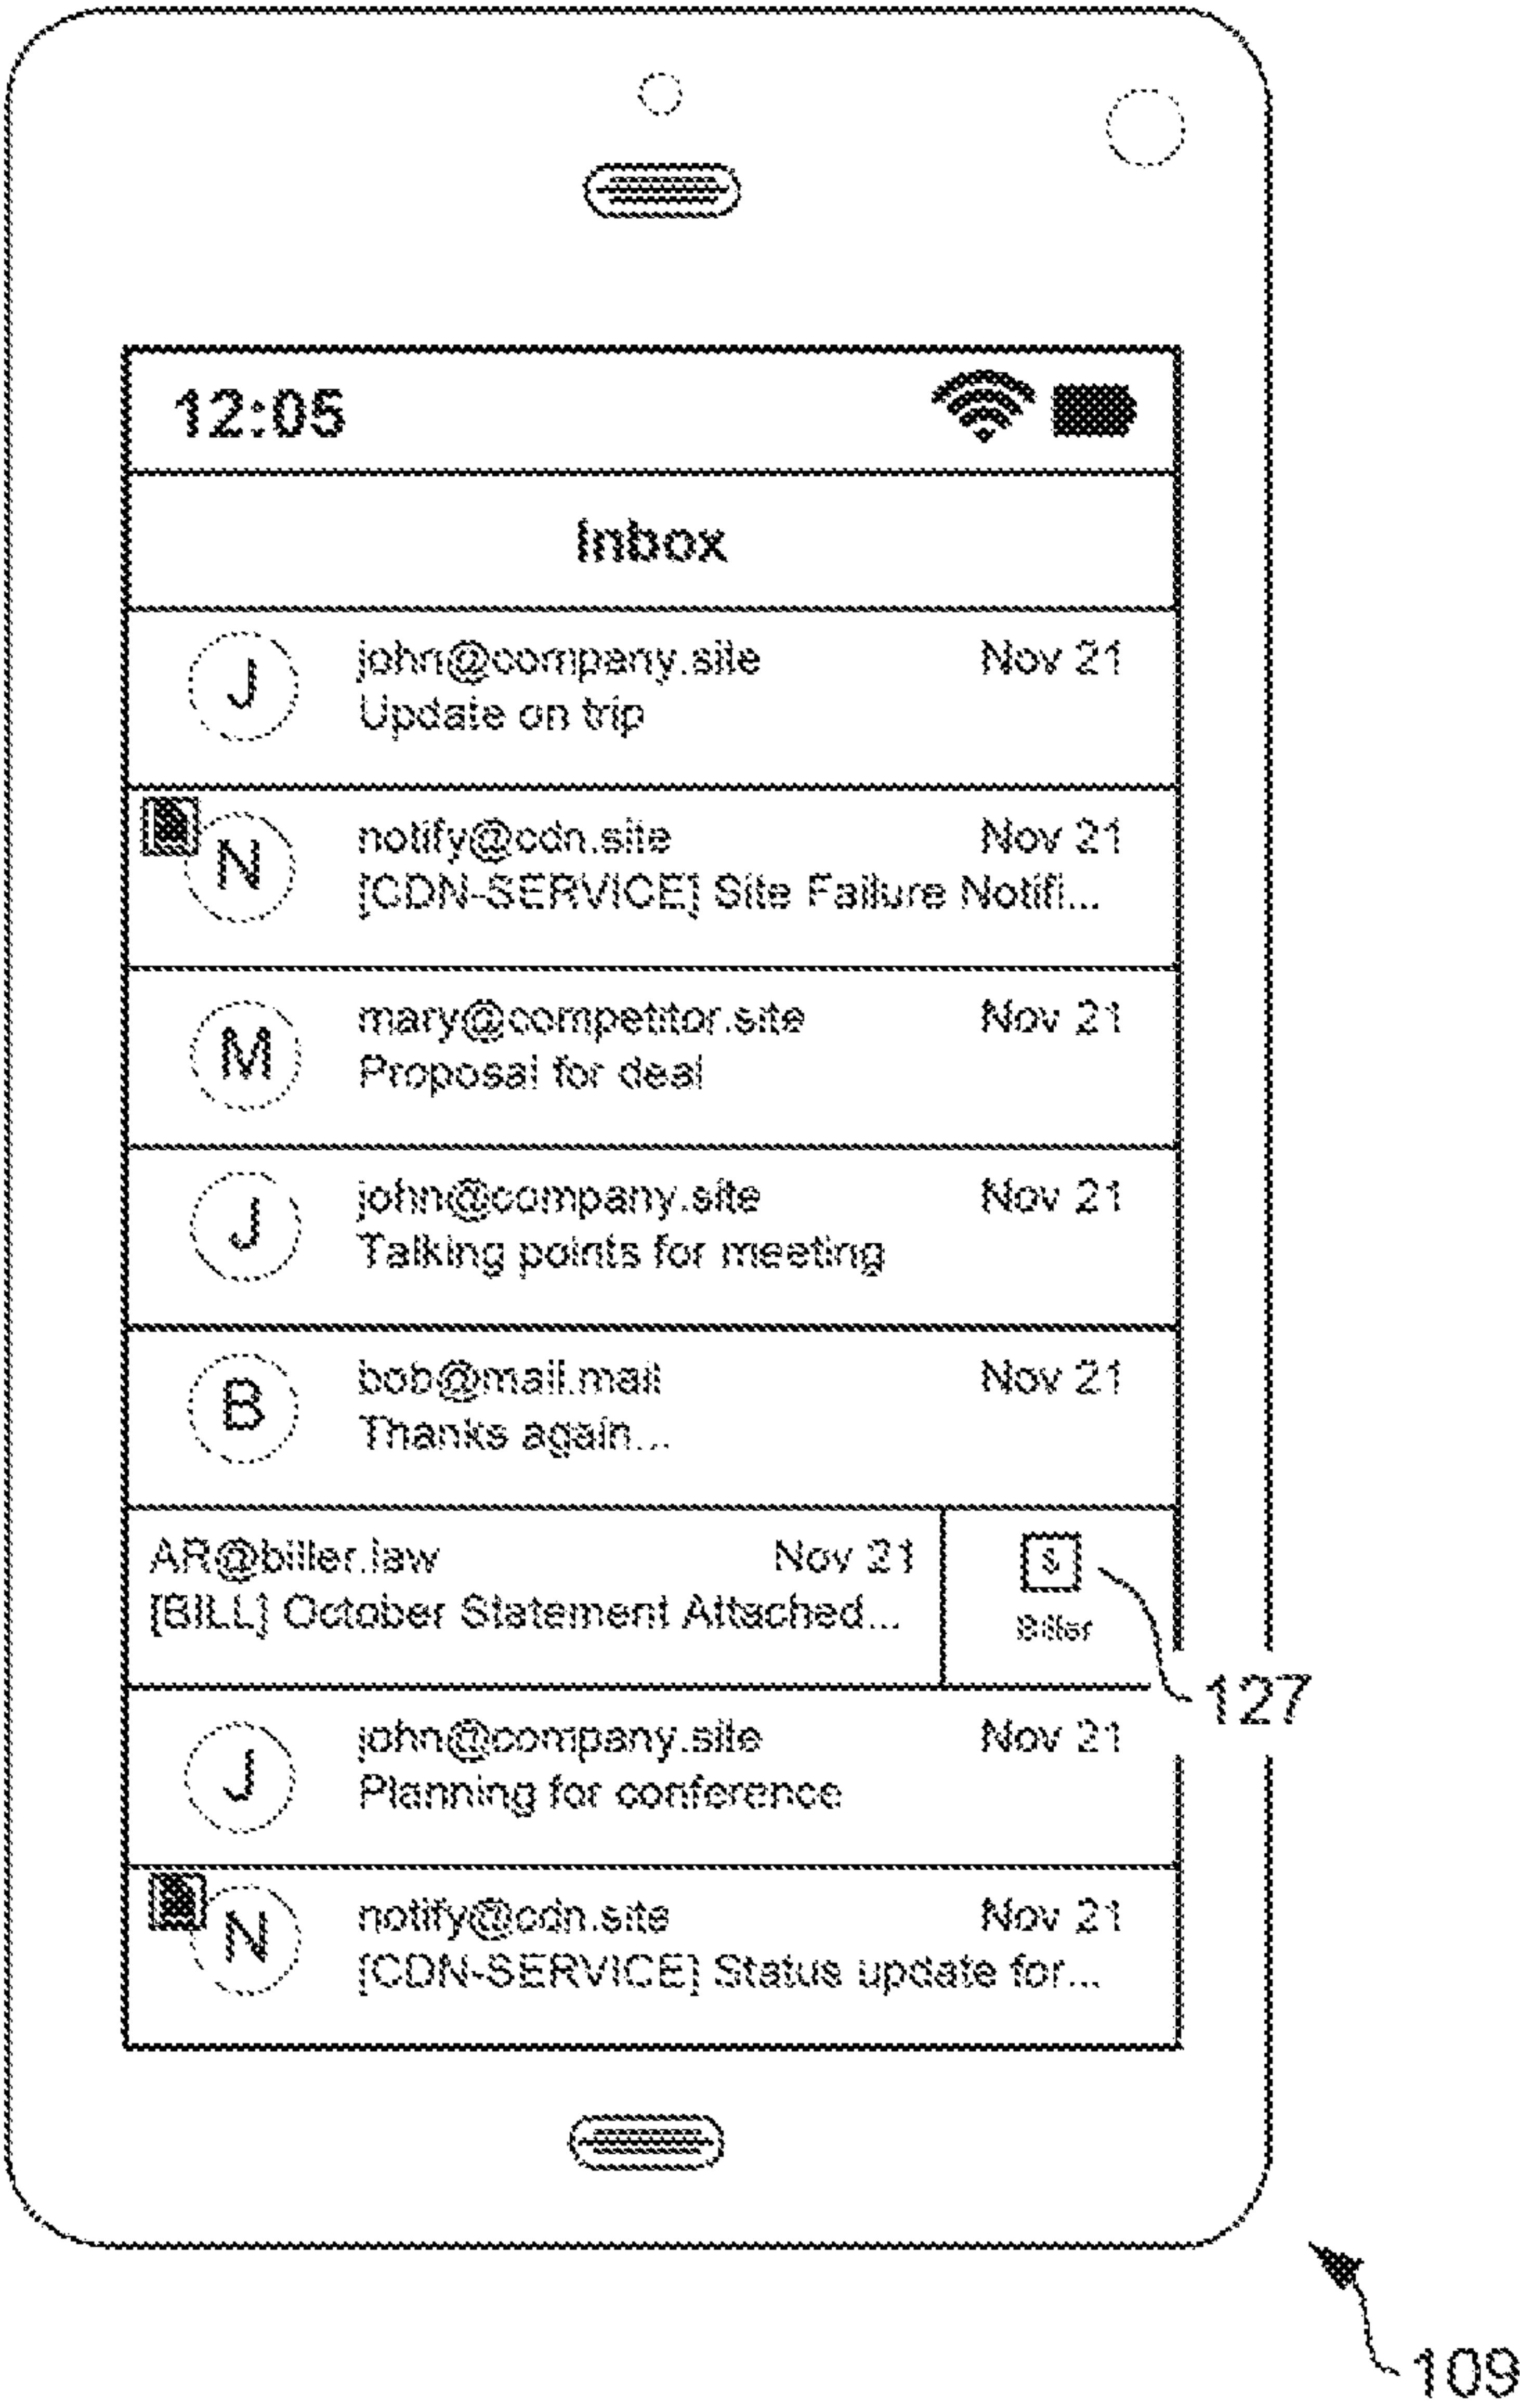 12:05
Inbox
J
john@company.site Nov 21
Update on trip
N
notify@cdn.site Nov 21
[CDN-SERVICE] Site Failure Notifi...
M
mary@competitor.site Nov 21
Proposal for deal
J
john@company.site Nov 21
Talking points for meeting
B
bob@mail.mail Nov 21
Thanks again...
AR@biller.law Nov 21
[BILL] October Statement Attached...
$
Biller
127
J
john@company.site Nov 21
Planning for conference
N
notify@cdn.site Nov 21
[CDN-SERVICE] Status update for...
109